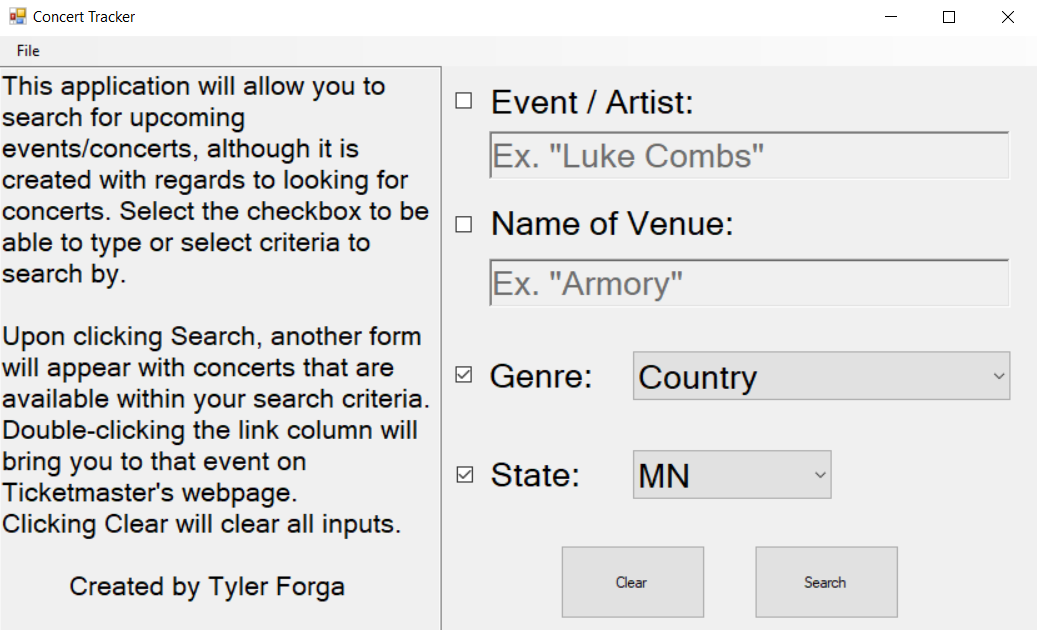 Concert Tracker
File
This application will allow you to
search for upcoming
events/concerts, although it is
created with regards to looking for
concerts. Select the checkbox to be
able to type or select criteria to
search by.
Upon clicking Search, another form
will appear with concerts that are
available within your search criteria.
Double-clicking the link column will
bring you to that event on
Ticketmaster's webpage.
Clicking Clear will clear all inputs.
Created by Tyler Forga
Event / Artist:
Ex. "Luke Combs"
Name of Venue:
Ex. "Armory"
Genre: Country
State: MN
Clear Search